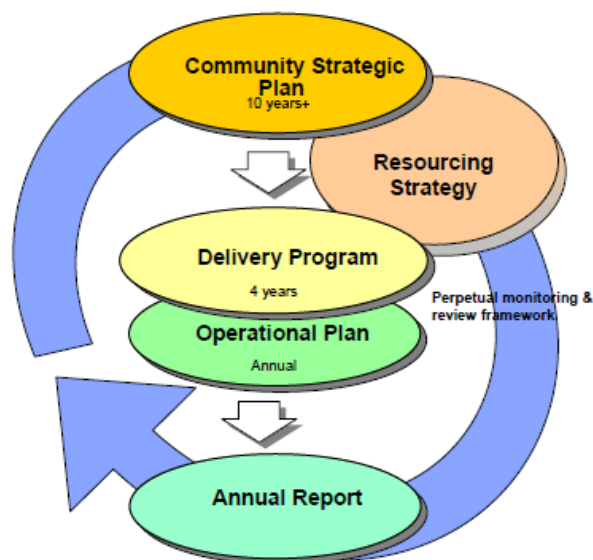 Community Strategic
Plan
10 years+
Resourcing
Strategy
Delivery Program
4 years
Perpetual monitoring &
review framework
Operational Plan
Annual
Annual Report